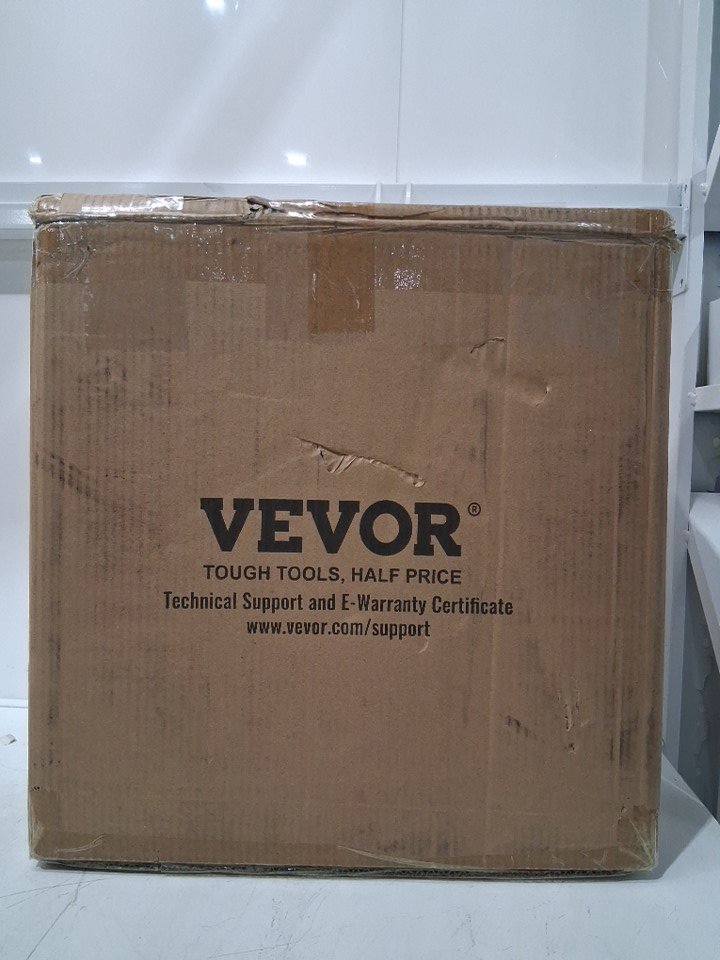 VEVOR®
TOUGH TOOLS, HALF PRICE
Technical Support and E-Warranty Certificate
www.vevor.com/support